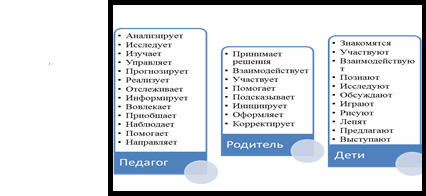 • Анализирует
• Исследует
• Изучает
• Управляет
• Прогнозирует
• Реализует
• Отслеживает
• Информирует
• Вовлекает
• Приобщает
• Наблюдает
• Помогает
• Направляет
Педагог
• Принимает
решения
• Взаимодействует
• Участвует
• Помогает
• Подсказывает
• Инициирует
• Оформляет
• Корректирует
Родитель
• Знакомятся
• Участвуют
• Взаимодействую
т
• Познают
• Исследуют
• Обсуждают
• Играют
• Рисуют
• Лепят
• Предлагают
• Выступают
Дети